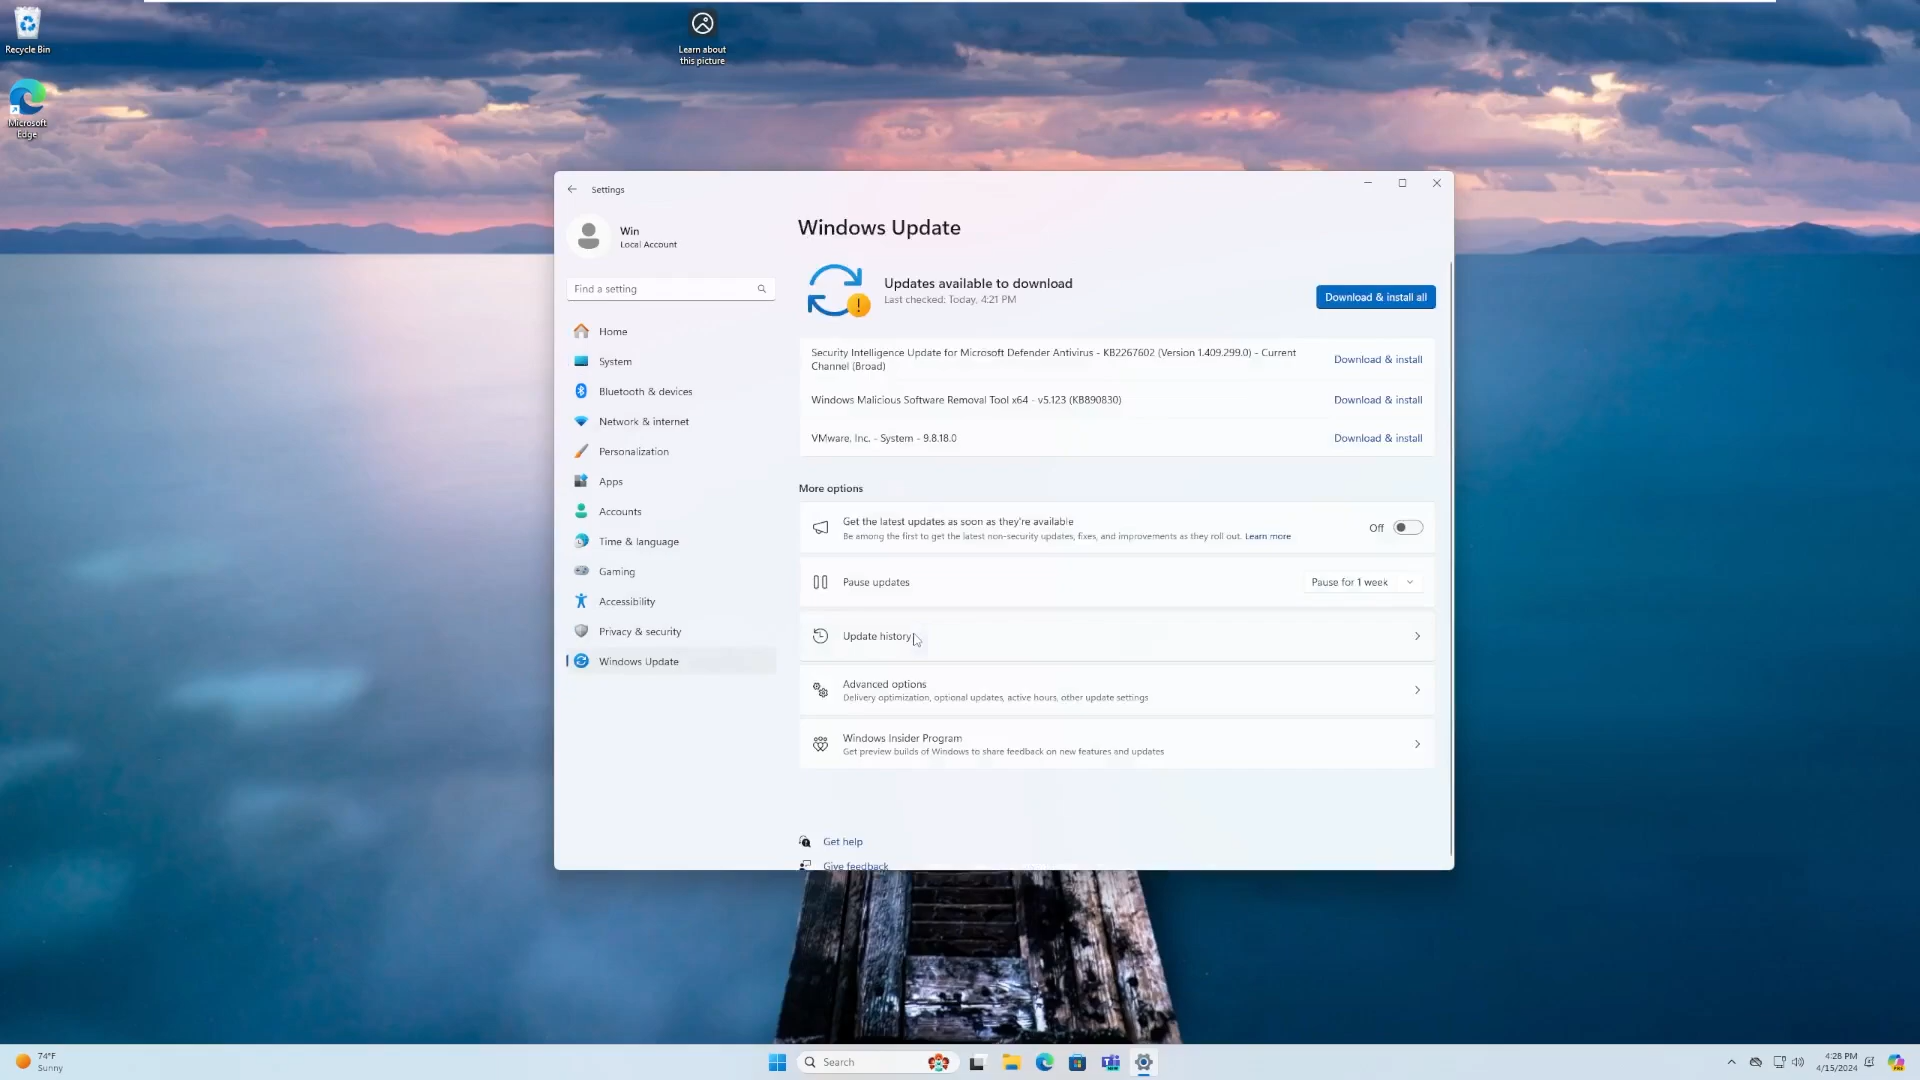 Recycle Bin
Learn about
this picture
Microsoft
Edge
Settings
Win
Local Account
Find a setting
Home
System
Bluetooth & devices
Network & internet
Personalization
Apps
Accounts
Time & language
Gaming
Accessibility
Privacy & security
Windows Update
Windows Update
Updates available to download
Last checked: Today, 4:21 PM
Download & install all
Security Intelligence Update for Microsoft Defender Antivirus - KB2267602 (Version 1.409.299.0) - Current
Channel (Broad)
Download & install
Windows Malicious Software Removal Tool x64 - v5.123 (KB890830)
Download & install
VMware, Inc. - System - 9.8.18.0
Download & install
More options
Get the latest updates as soon as they're available
Be among the first to get the latest non-security updates, fixes, and improvements as they roll out. Learn more
Off
Pause updates
Pause for 1 week
Update history
Advanced options
Delivery optimization, optional updates, active hours, other update settings
Windows Insider Program
Get preview builds of Windows to share feedback on new features and updates
Get help
Give feedback
74°F
Sunny
Search
4:28 PM
4/15/2024